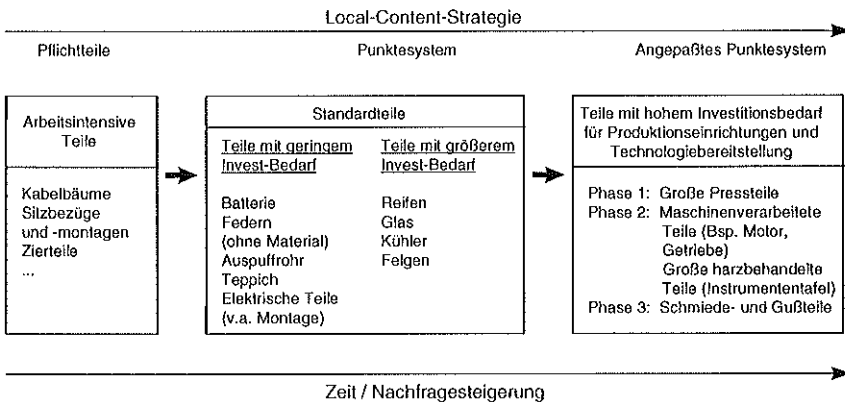 Local-Content-Strategie
Pflichtteile
Punktesystem
Angepaßtes Punktesystem
Arbeitsintensive
Teile
Kabelbäume
Sitzbezüge
und -montagen
Zierteile
...
Standardteile
Teile mit geringem
Invest-Bedarf
Batterie
Federn
(ohne Material)
Auspuffrohr
Teppich
Elektrische Teile
(v.a. Montage)
Teile mit größerem
Invest-Bedarf
Reifen
Glas
Kühler
Felgen
Teile mit hohem Investitionsbedarf
für Produktionseinrichtungen und
Technologiebereitstellung
Phase 1: Große Pressteile
Phase 2: Maschinenverarbeitete
Teile (Bsp. Motor,
Getriebe)
Große harzbehandelte
Teile (Instrumententafel)
Phase 3: Schmiede- und Gußteile
Zeit / Nachfragesteigerung